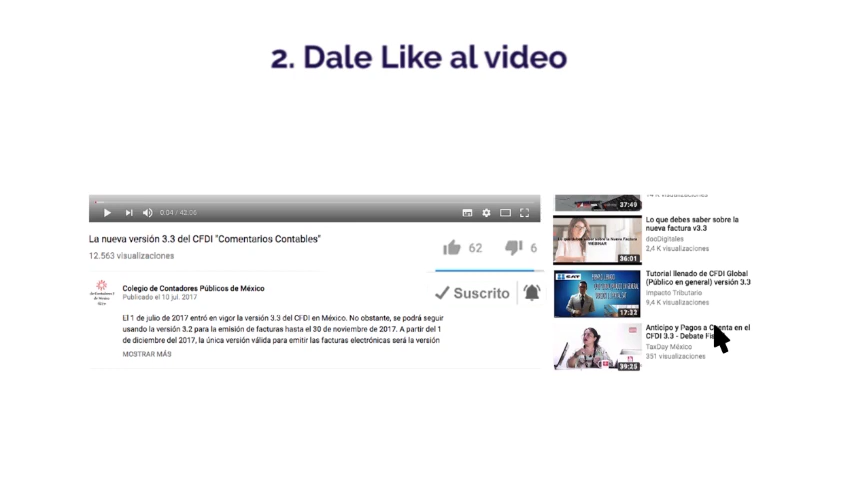 2. Dale Like al video
0:04 / 42:06
La nueva versión 3.3 del CFDI "Comentarios Contables"
12.563 visualizaciones
62
6
Suscrito
Colegio de Contadores Públicos de México
Publicado el 10 jul. 2017
El 1 de julio de 2017 entró en vigor la versión 3.3 del CFDI en México. No obstante, se podrá seguir
usando la versión 3.2 para la emisión de facturas hasta el 30 de noviembre de 2017. A partir del 1
de diciembre del 2017, la única versión válida para emitir las facturas electrónicas será la versión
MOSTRAR MÁS
37:49
Lo que debes saber sobre la
nueva factura v3.3
docDigitales
2,4 K visualizaciones
36:01
Tutorial llenado de CFDI Global
(Público en general) versión 3.3
Impacto Tributario
9,4 K visualizaciones
17:32
Anticipo y Pagos a Cuenta en el
CFDI 3.3 - Debate
TaxDay México
351 visualizaciones
39:25